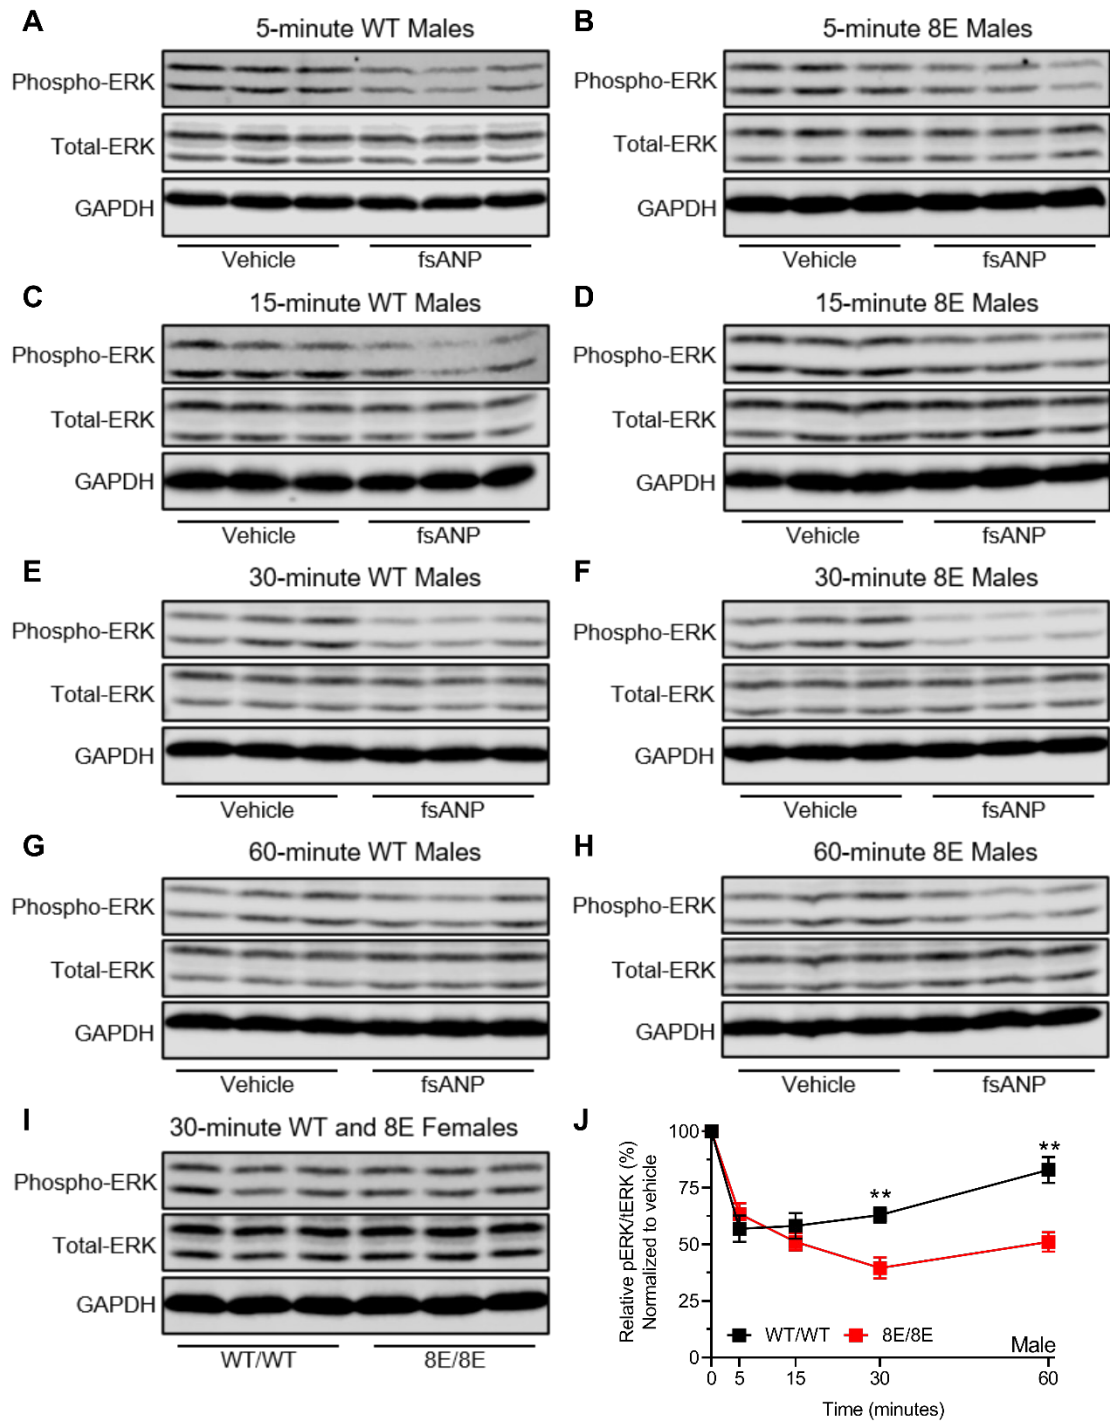 A
5-minute WT Males
Phospho-ERK
Total-ERK
GAPDH
Vehicle fsANP
B
5-minute 8E Males
Phospho-ERK
Total-ERK
GAPDH
Vehicle fsANP
C
15-minute WT Males
Phospho-ERK
Total-ERK
GAPDH
Vehicle fsANP
D
15-minute 8E Males
Phospho-ERK
Total-ERK
GAPDH
Vehicle fsANP
E
30-minute WT Males
Phospho-ERK
Total-ERK
GAPDH
Vehicle fsANP
F
30-minute 8E Males
Phospho-ERK
Total-ERK
GAPDH
Vehicle fsANP
G
60-minute WT Males
Phospho-ERK
Total-ERK
GAPDH
Vehicle fsANP
H
60-minute 8E Males
Phospho-ERK
Total-ERK
GAPDH
Vehicle fsANP
I
30-minute WT and 8E Females
Phospho-ERK
Total-ERK
GAPDH
WT/WT 8E/8E
J
Relative pERK/tERK (%)
Normalized to vehicle
100
75
50
25
0
**
**
WT/WT 8E/8E
Male
0 5 15 30 60
Time (minutes)